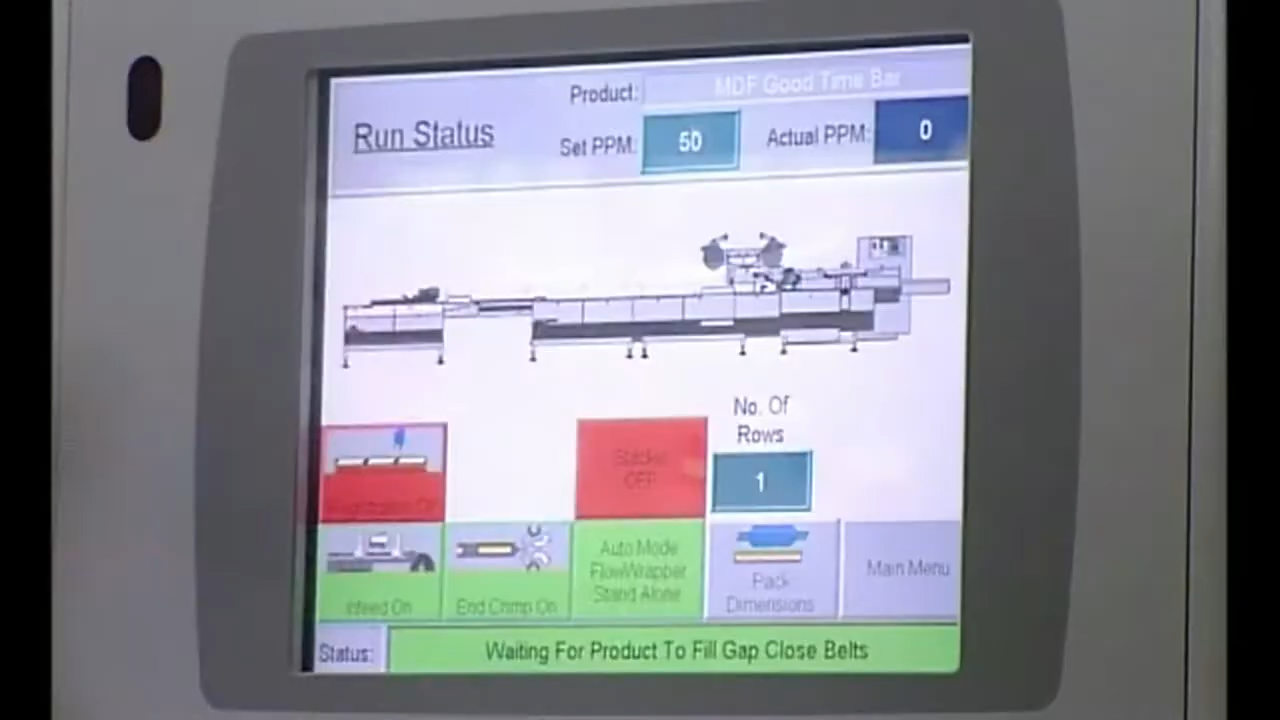 Product: MDF Good Time Bar
Run Status
Set PPM: 50 Actual PPM: 0
No. Of
Rows
1
OFF
Auto Mode
FlowWrapper
Stand Alone
Infeed On
End Crimp On
Pack
Dimensions
Main Menu
Status: Waiting For Product To Fill Gap Close Belts